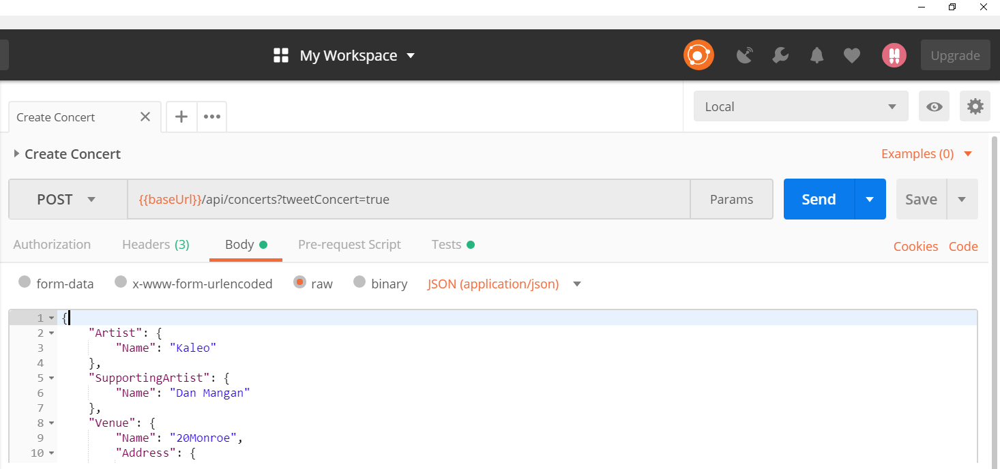 My Workspace
Upgrade
Create Concert
Local
Create Concert
Examples (0)
POST {{baseUrl}}/api/concerts?tweetConcert=true Params Send Save
Authorization Headers (3) Body Pre-request Script Tests Cookies Code
form-data x-www-form-urlencoded raw binary JSON (application/json)
1 {
2 "Artist": {
3 "Name": "Kaleo"
4 },
5 "SupportingArtist": {
6 "Name": "Dan Mangan"
7 },
8 "Venue": {
9 "Name": "20Monroe",
10 "Address": {